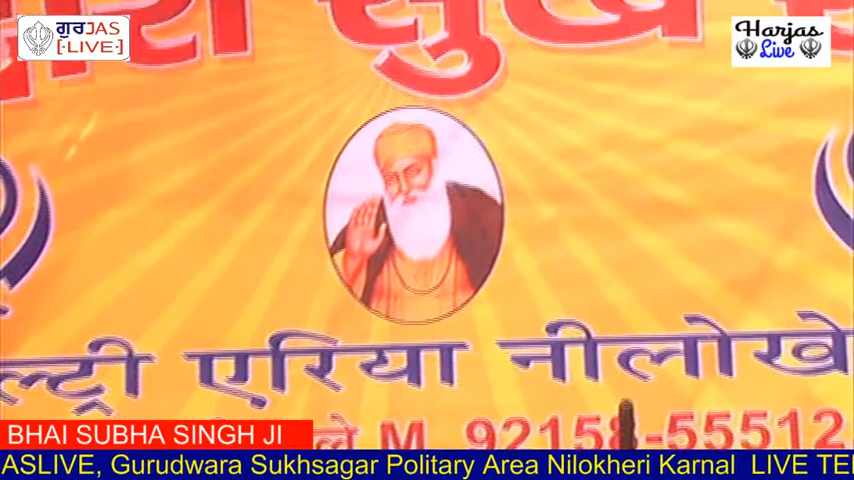 ਗੁਰJAS
[·LIVE·]
Harjas
Live
सुख
पोल्ट्री एरिया नीलोखे
ले M. 92158-55512
BHAI SUBHA SINGH JI
ASLIVE, Gurudwara Sukhsagar Politary Area Nilokheri Karnal LIVE TE